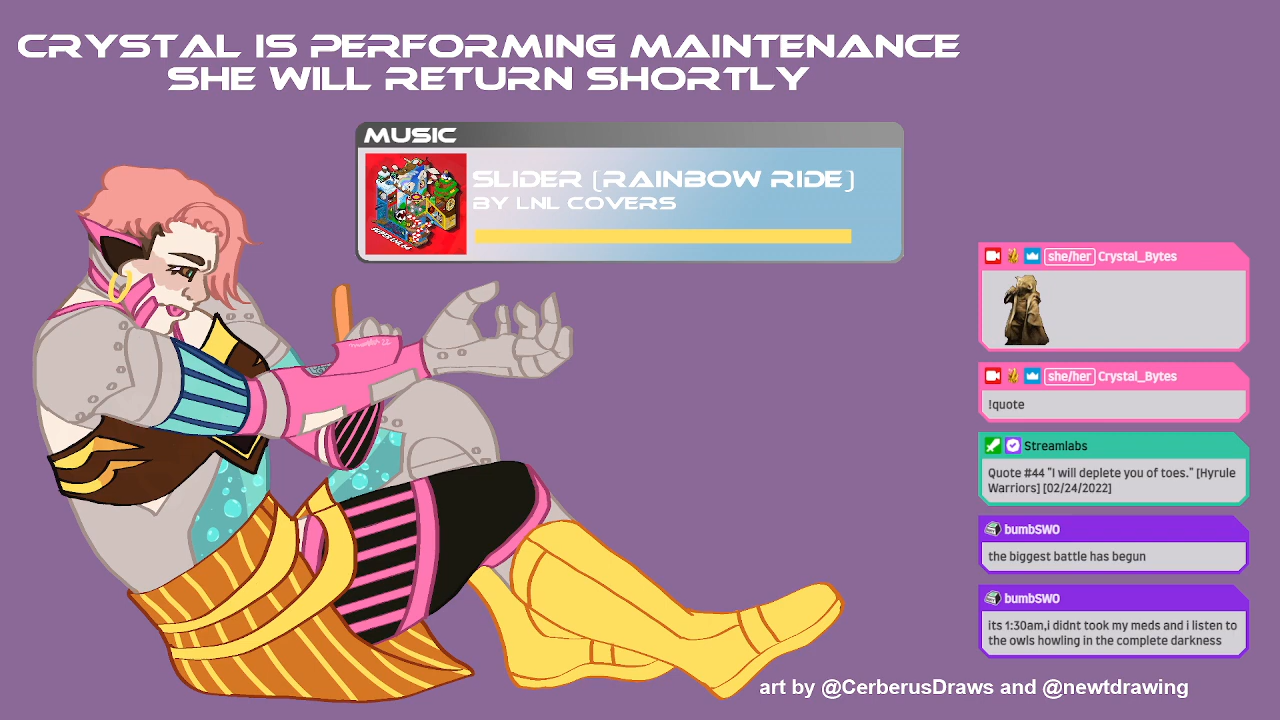 CRYSTAL IS PERFORMING MAINTENANCE
SHE WILL RETURN SHORTLY
MUSIC
SLIDER (RAINBOW RIDE)
BY LNL COVERS
she/her Crystal_Bytes
she/her Crystal_Bytes
!quote
Streamlabs
Quote #44 "I will deplete you of toes." [Hyrule
Warriors] [02/24/2022]
bumbSWO
the biggest battle has begun
bumbSWO
its 1:30am,i didnt took my meds and i listen to
the owls howling in the complete darkness
art by @CerberusDraws and @newtdrawing